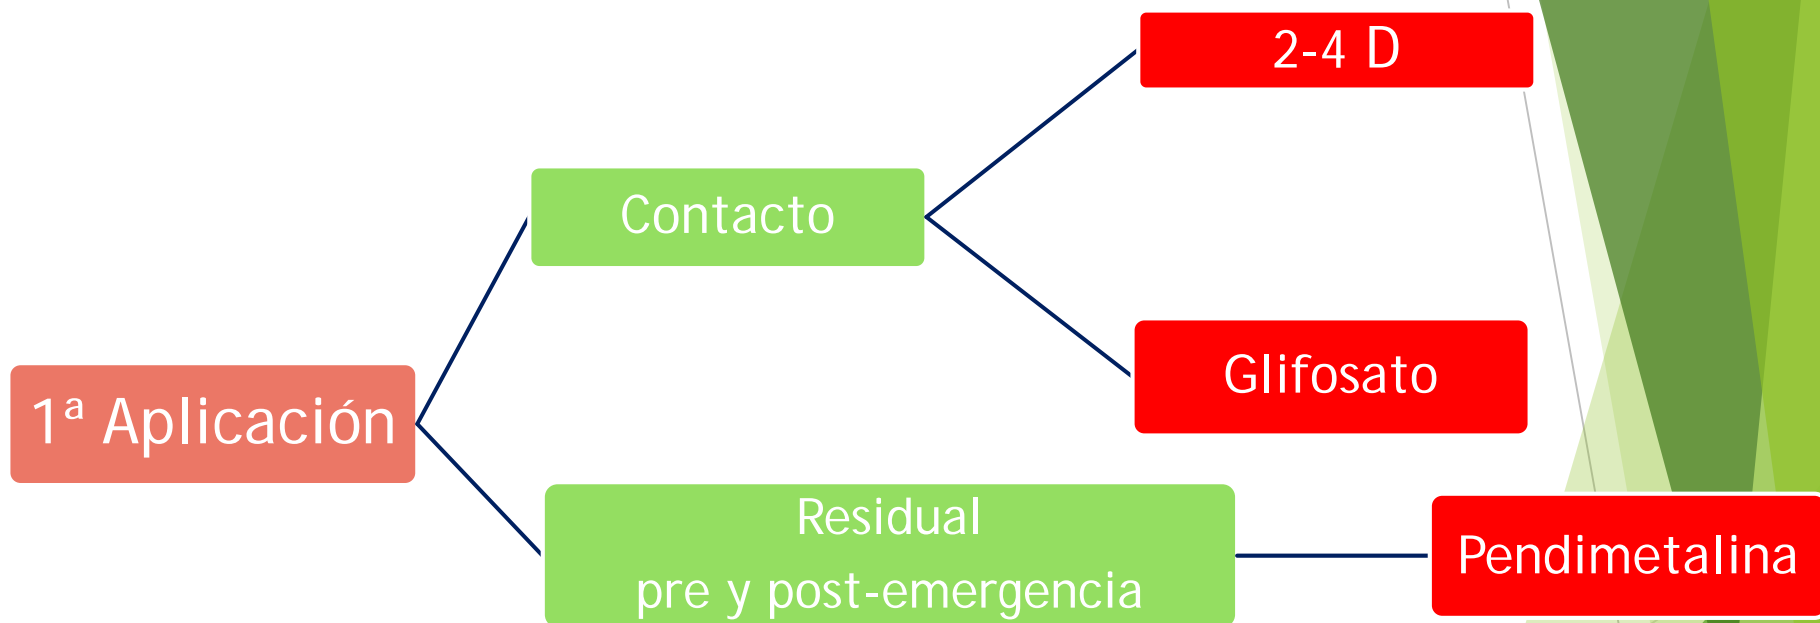 2-4 D
Contacto
Glifosato
1ª Aplicación
Residual
pre y post-emergencia
Pendimetalina